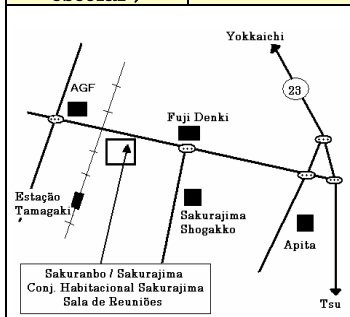 Yokkaichi
23
AGF
Fuji Denki
Estação
Tamagaki
Sakurajima
Shogakko
Apita
Sakuranbo / Sakurajima
Conj. Habitacional Sakurajima
Sala de Reuniões
Tsu